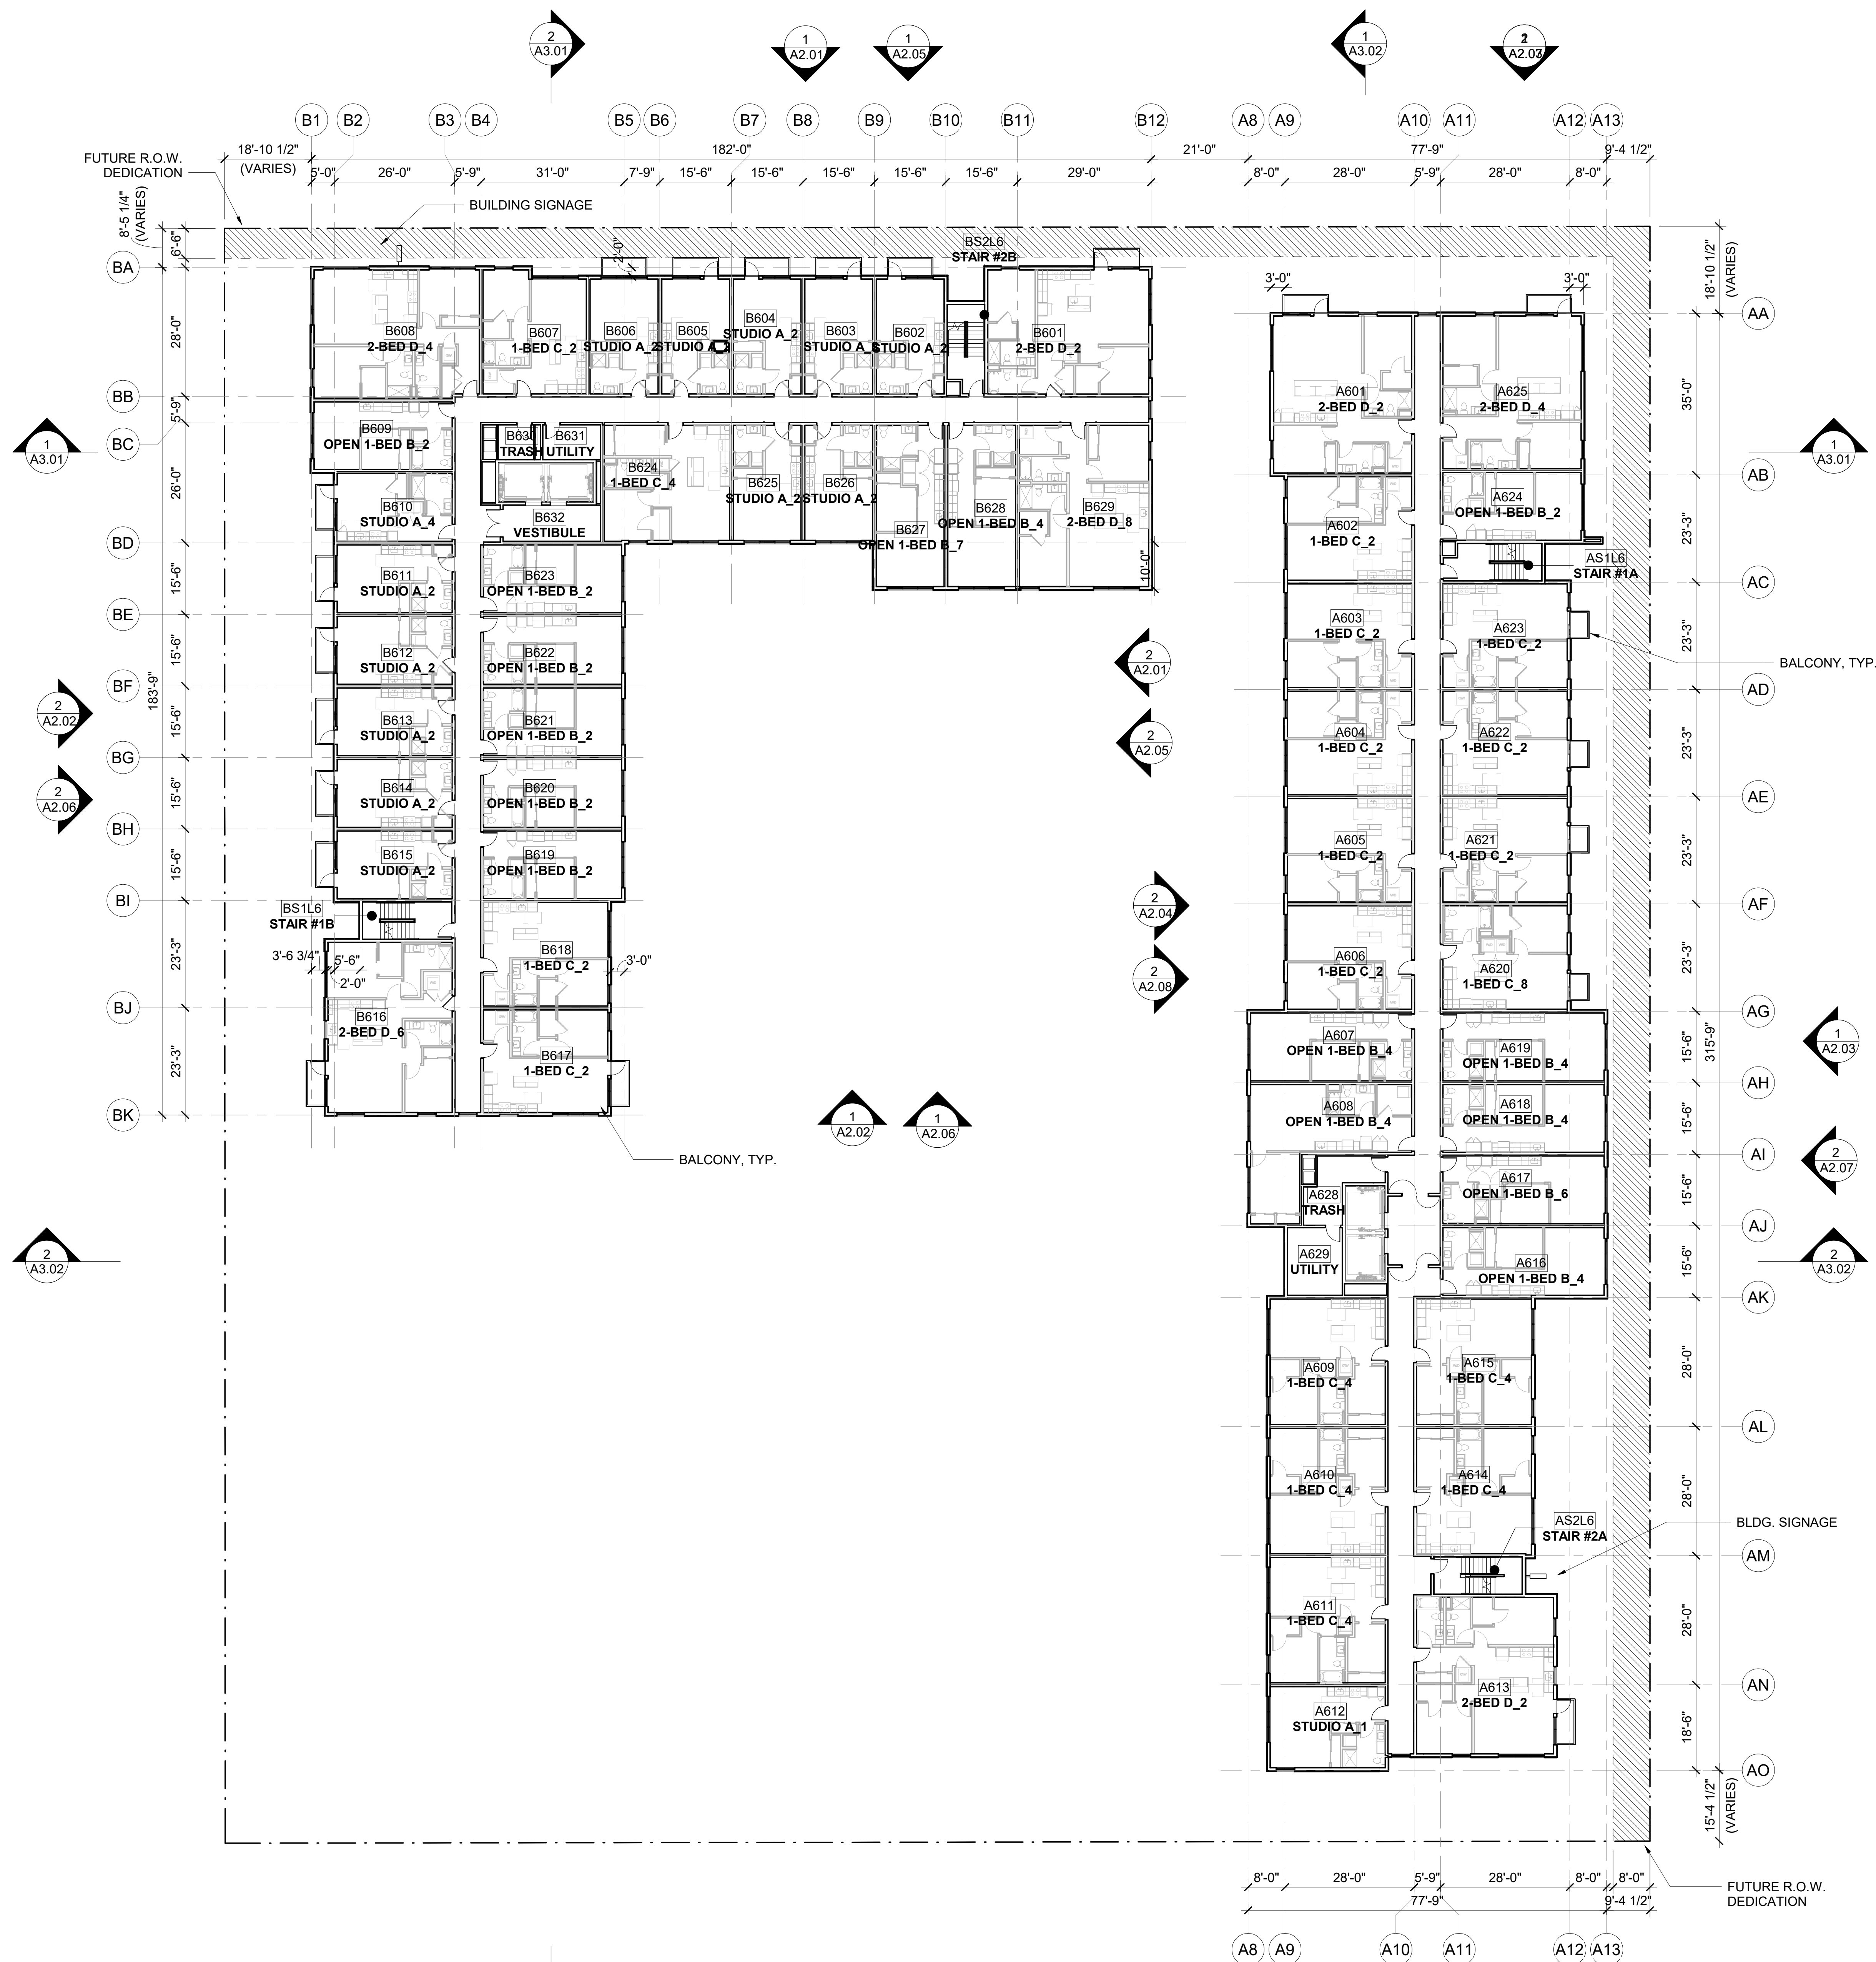 2
A3.01
1
A2.01
1
A2.05
1
A3.02
A2.0
B1
B2
B3
B4
B5
B6
B7
B8
B9
B10
B11
B12
A8
A9
A10
A11
A12
A13
18'-10 1/2"
(VARIES)
182'-0"
21'-0"
77'-9"
9'-4 1/2"
FUTURE R.O.W.
DEDICATION
5'-0"
26'-0"
5'-9"
31'-0"
7'-9"
15'-6"
15'-6"
15'-6"
15'-6"
15'-6"
29'-0"
8'-0"
28'-0"
5'-9"
28'-0"
8'-0"
8'-5 1/4"
(VARIES)
6'-6"
BUILDING SIGNAGE
2'-0"
BS2L6
STAIR #2B
18'-10 1/2"
(VARIES)
3'-0"
3'-0"
BA
BB
BC
BD
BE
BF
BG
BH
BI
BJ
BK
28'-0"
5'-9"
26'-0"
15'-6"
15'-6"
15'-6"
15'-6"
15'-6"
23'-3"
23'-3"
183'-9"
B608
2-BED D_4
B607
1-BED C_2
B606
STUDIO A_2
B605
STUDIO A_2
B604
STUDIO A_2
B603
STUDIO A_2
B602
STUDIO A_2
B601
2-BED D_2
B609
OPEN 1-BED B_2
B630
TRASH
B631
UTILITY
B624
1-BED C_4
B625
STUDIO A_2
B626
STUDIO A_2
B627
OPEN 1-BED B_7
B628
OPEN 1-BED B_4
B629
2-BED D_8
10'-0"
B610
STUDIO A_4
B632
VESTIBULE
B611
STUDIO A_2
B623
OPEN 1-BED B_2
B612
STUDIO A_2
B622
OPEN 1-BED B_2
B613
STUDIO A_2
B621
OPEN 1-BED B_2
B614
STUDIO A_2
B620
OPEN 1-BED B_2
B615
STUDIO A_2
B619
OPEN 1-BED B_2
BS1L6
STAIR #1B
3'-6 3/4"
5'-6"
2'-0"
B618
1-BED C_2
3'-0"
B616
2-BED D_6
B617
1-BED C_2
BALCONY, TYP.
1
A3.01
2
A2.02
2
A2.06
2
A3.02
2
A2.01
2
A2.05
2
A2.04
2
A2.08
1
A2.02
1
A2.06
A601
2-BED D_2
A625
2-BED D_4
A624
OPEN 1-BED B_2
A602
1-BED C_2
AS1L6
STAIR #1A
A603
1-BED C_2
A623
1-BED C_2
BALCONY, TYP.
A604
1-BED C_2
A622
1-BED C_2
A605
1-BED C_2
A621
1-BED C_2
A606
1-BED C_2
A620
1-BED C_8
A607
OPEN 1-BED B_4
A619
OPEN 1-BED B_4
A608
OPEN 1-BED B_4
A618
OPEN 1-BED B_4
A617
OPEN 1-BED B_6
A628
TRASH
A629
UTILITY
A616
OPEN 1-BED B_4
A609
1-BED C_4
A615
1-BED C_4
A610
1-BED C_4
A614
1-BED C_4
AS2L6
STAIR #2A
BLDG. SIGNAGE
A611
1-BED C_4
A613
2-BED D_2
A612
STUDIO A_1
AA
AB
AC
AD
AE
AF
AG
AH
AI
AJ
AK
AL
AM
AN
AO
35'-0"
23'-3"
23'-3"
23'-3"
23'-3"
23'-3"
15'-6"
15'-6"
15'-6"
15'-6"
28'-0"
28'-0"
28'-0"
18'-6"
315'-9"
15'-4 1/2"
(VARIES)
1
A3.01
1
A2.03
2
A2.07
2
A3.02
8'-0"
28'-0"
5'-9"
28'-0"
8'-0"
8'-0"
77'-9"
9'-4 1/2"
FUTURE R.O.W.
DEDICATION
A8
A9
A10
A11
A12
A13